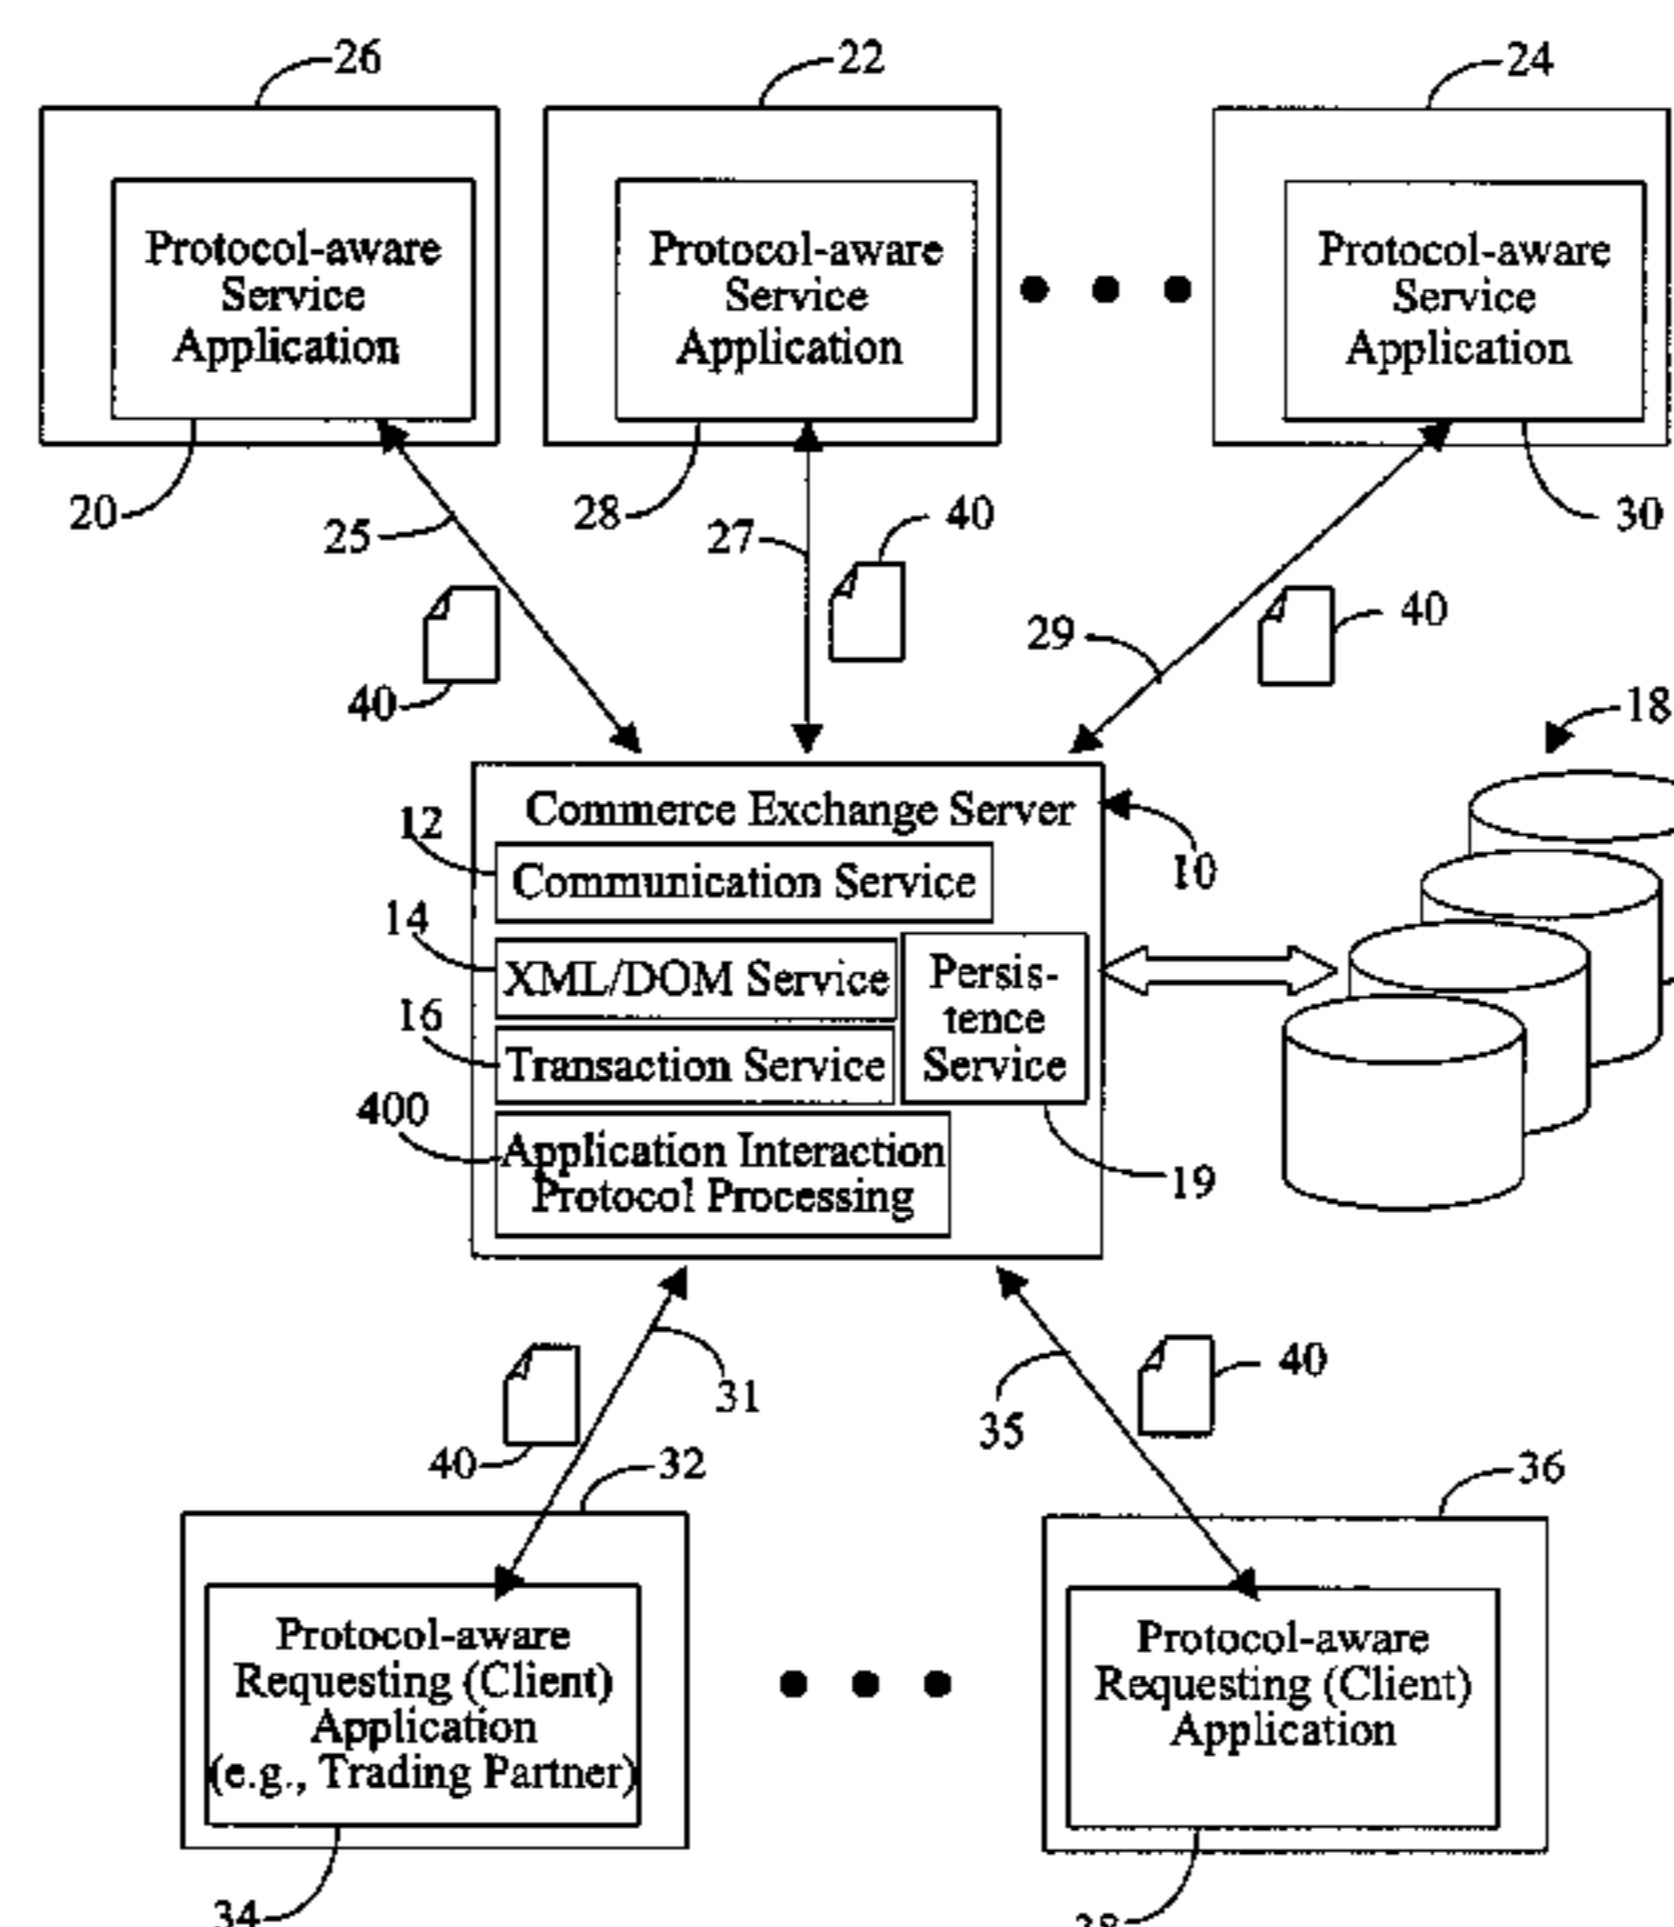 26
22
24
Protocol-aware
Service
Application
Protocol-aware
Service
Application
Protocol-aware
Service
Application
20
25
28
27
40
30
40
29
40
18
Commerce Exchange Server
12
10
Communication Service
14
XML/DOM Service
Persis-
tence
Service
16
Transaction Service
400
Application Interaction
Protocol Processing
19
31
40
35
40
32
36
Protocol-aware
Requesting (Client)
Application
(e.g., Trading Partner)
Protocol-aware
Requesting (Client)
Application
34
38